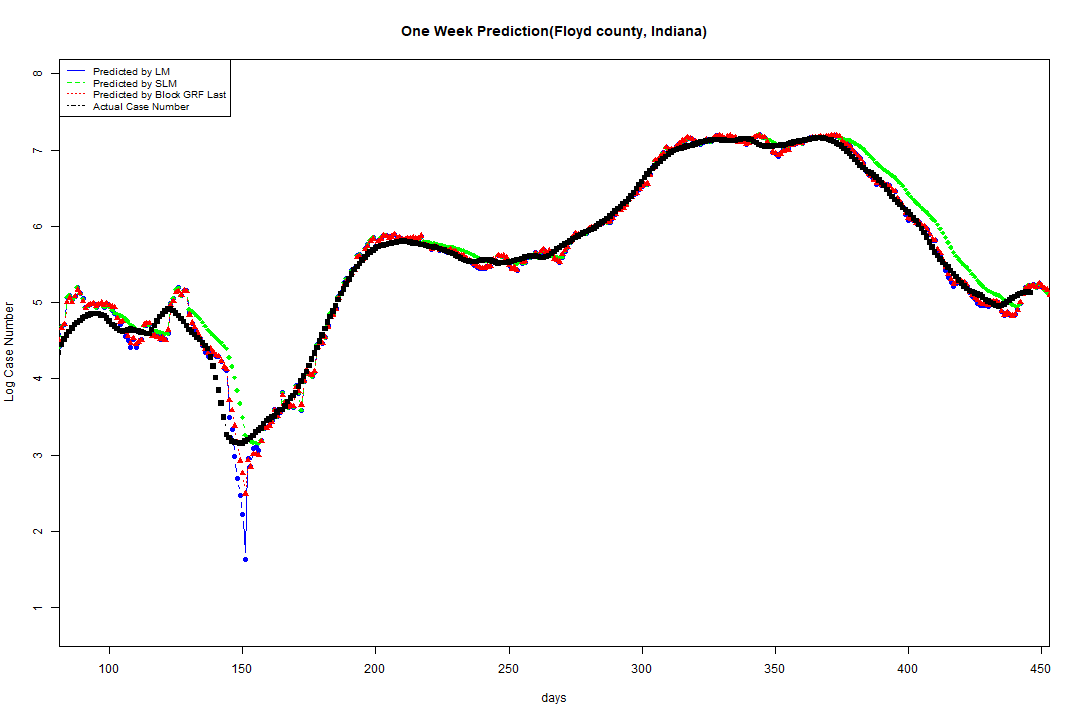 One Week Prediction(Floyd county, Indiana)
Predicted by LM
Predicted by SLM
Predicted by Block GRF Last
Actual Case Number
8
7
6
5
4
3
2
1
Log Case Number
100 150 200 250 300 350 400 450
days